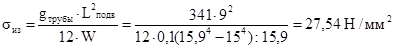 σиз = gтрубы · L²подв / 12 · W = 341 · 9² / 12 · 0,1(15,9⁴ − 15⁴) : 15,9 = 27,54 Н / мм²